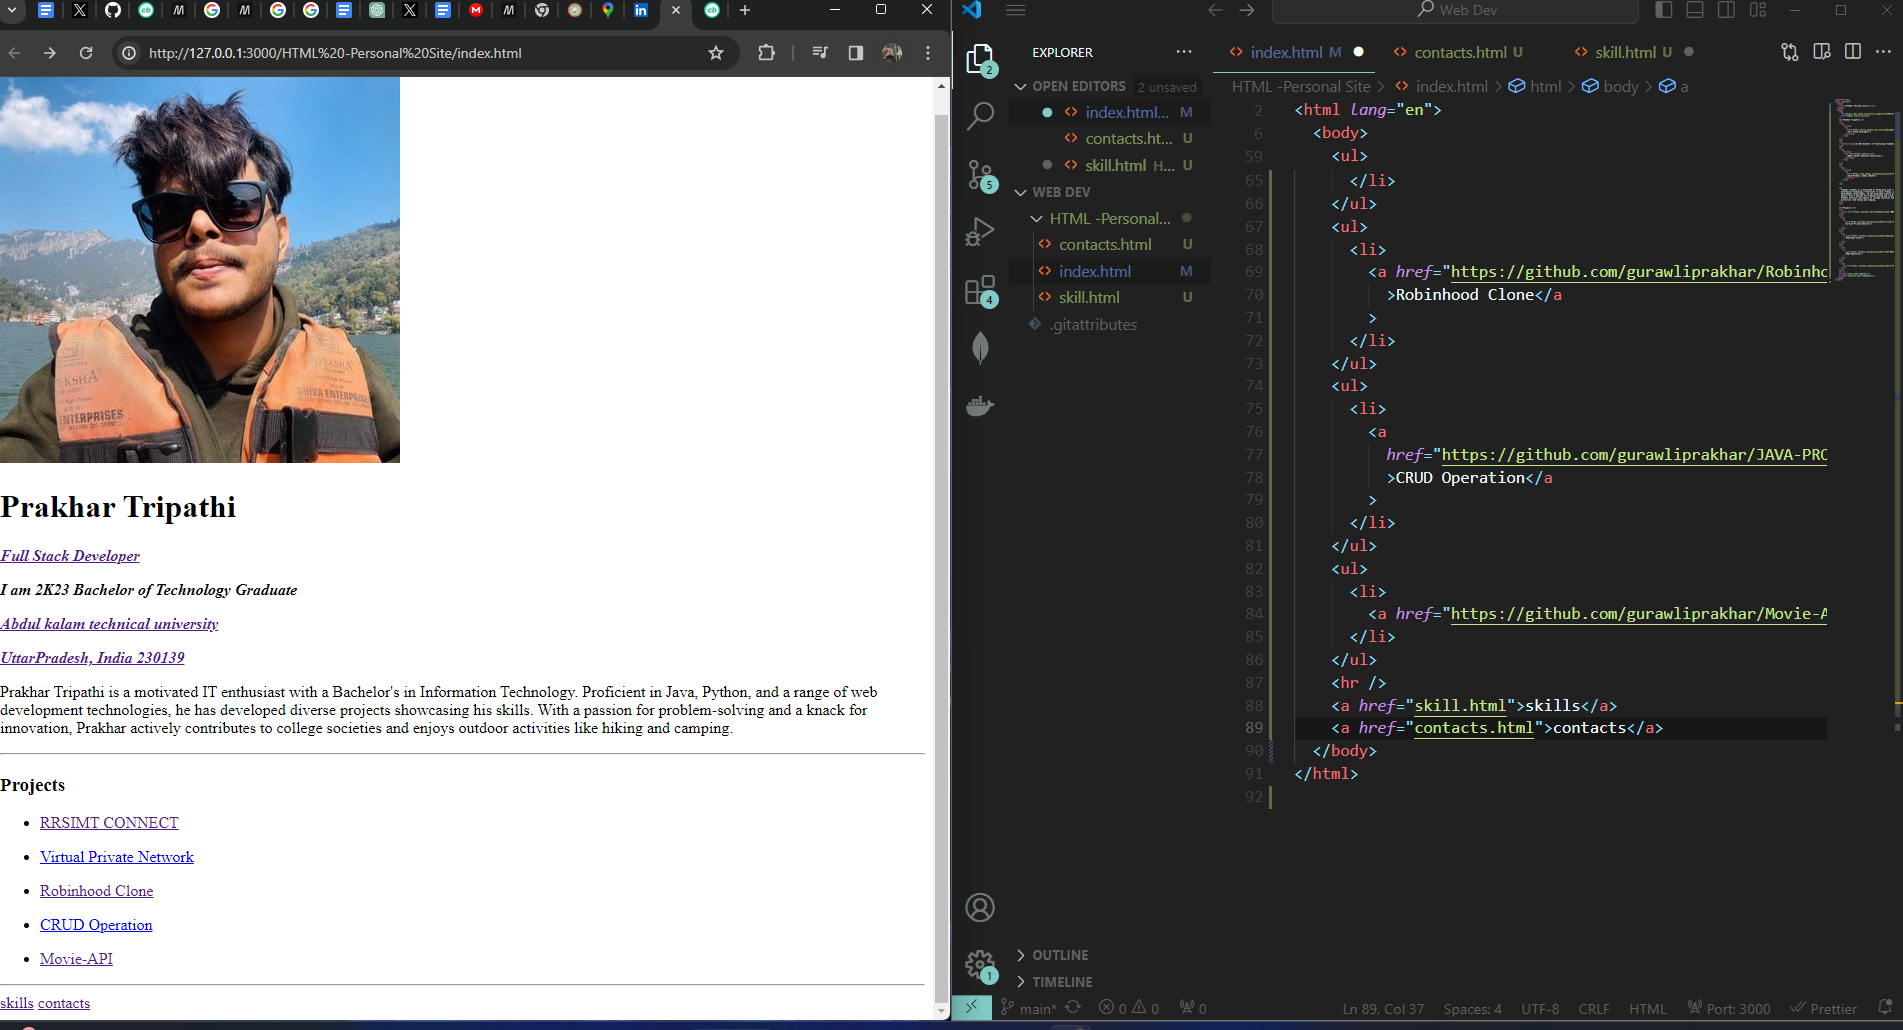 http://127.0.0.1:3000/HTML%20-Personal%20Site/index.html
EKSHA
ENTERPRISES
PEKSHA
SHIVA ENTERPRISES
Prakhar Tripathi
Full Stack Developer
I am 2K23 Bachelor of Technology Graduate
Abdul kalam technical university
UttarPradesh, India 230139
Prakhar Tripathi is a motivated IT enthusiast with a Bachelor's in Information Technology. Proficient in Java, Python, and a range of web
development technologies, he has developed diverse projects showcasing his skills. With a passion for problem-solving and a knack for
innovation, Prakhar actively contributes to college societies and enjoys outdoor activities like hiking and camping.
Projects
RRSIMT CONNECT
Virtual Private Network
Robinhood Clone
CRUD Operation
Movie-API
skills contacts
Web Dev
2
5
4
1
EXPLORER
OPEN EDITORS 2 unsaved
index.html... M
contacts.ht... U
skill.html H... U
WEB DEV
HTML -Personal...
contacts.html U
index.html M
skill.html U
.gitattributes
OUTLINE
TIMELINE
index.html M contacts.html U skill.html U
HTML -Personal Site > index.html > html > body > a
2 <html lang="en">
6 <body>
59 <ul>
65 </li>
66 </ul>
67 <ul>
68 <li>
69 <a href="https://github.com/gurawliprakhar/Robinho
70 >Robinhood Clone</a
71 >
72 </li>
73 </ul>
74 <ul>
75 <li>
76 <a
77 href="https://github.com/gurawliprakhar/JAVA-PRO
78 >CRUD Operation</a
79 >
80 </li>
81 </ul>
82 <ul>
83 <li>
84 <a href="https://github.com/gurawliprakhar/Movie-A
85 </li>
86 </ul>
87 <hr />
88 <a href="skill.html">skills</a>
89 <a href="contacts.html">contacts</a>
90 </body>
91 </html>
92
main* 0 0 0 Ln 89, Col 37 Spaces: 4 UTF-8 CRLF HTML Port: 3000 Prettier